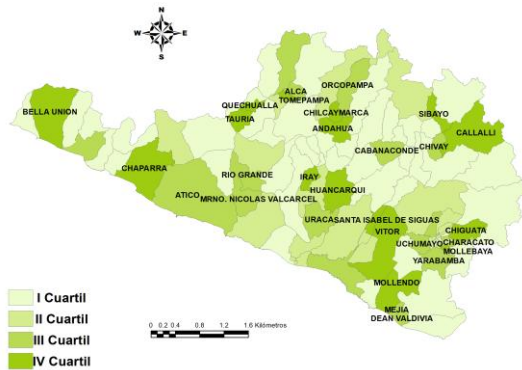 N
W E
S
ALCA
ORCOPAMPA
TOMEPAMPA
BELLA UNION
QUECHUALLA
CHILCAYMARCA
SIBAYO
TAURIA
ANDAHUA
CALLALLI
CABANACONDE
CHIVAY
CHAPARRA
RIO GRANDE
IRAY
ATICO
HUANCARQUI
MRNO. NICOLAS VALCARCEL
URACA
SANTA ISABEL DE SIGUAS
VITOR
CHIGUATA
UCHUMAYO
CHARACATO
MOLLEBAYA
YARABAMBA
MOLLENDO
MEJIA
DEAN VALDIVIA
I Cuartil
II Cuartil
III Cuartil
IV Cuartil
0 0.2 0.4 0.8 1.2 1.6 Kilómetros